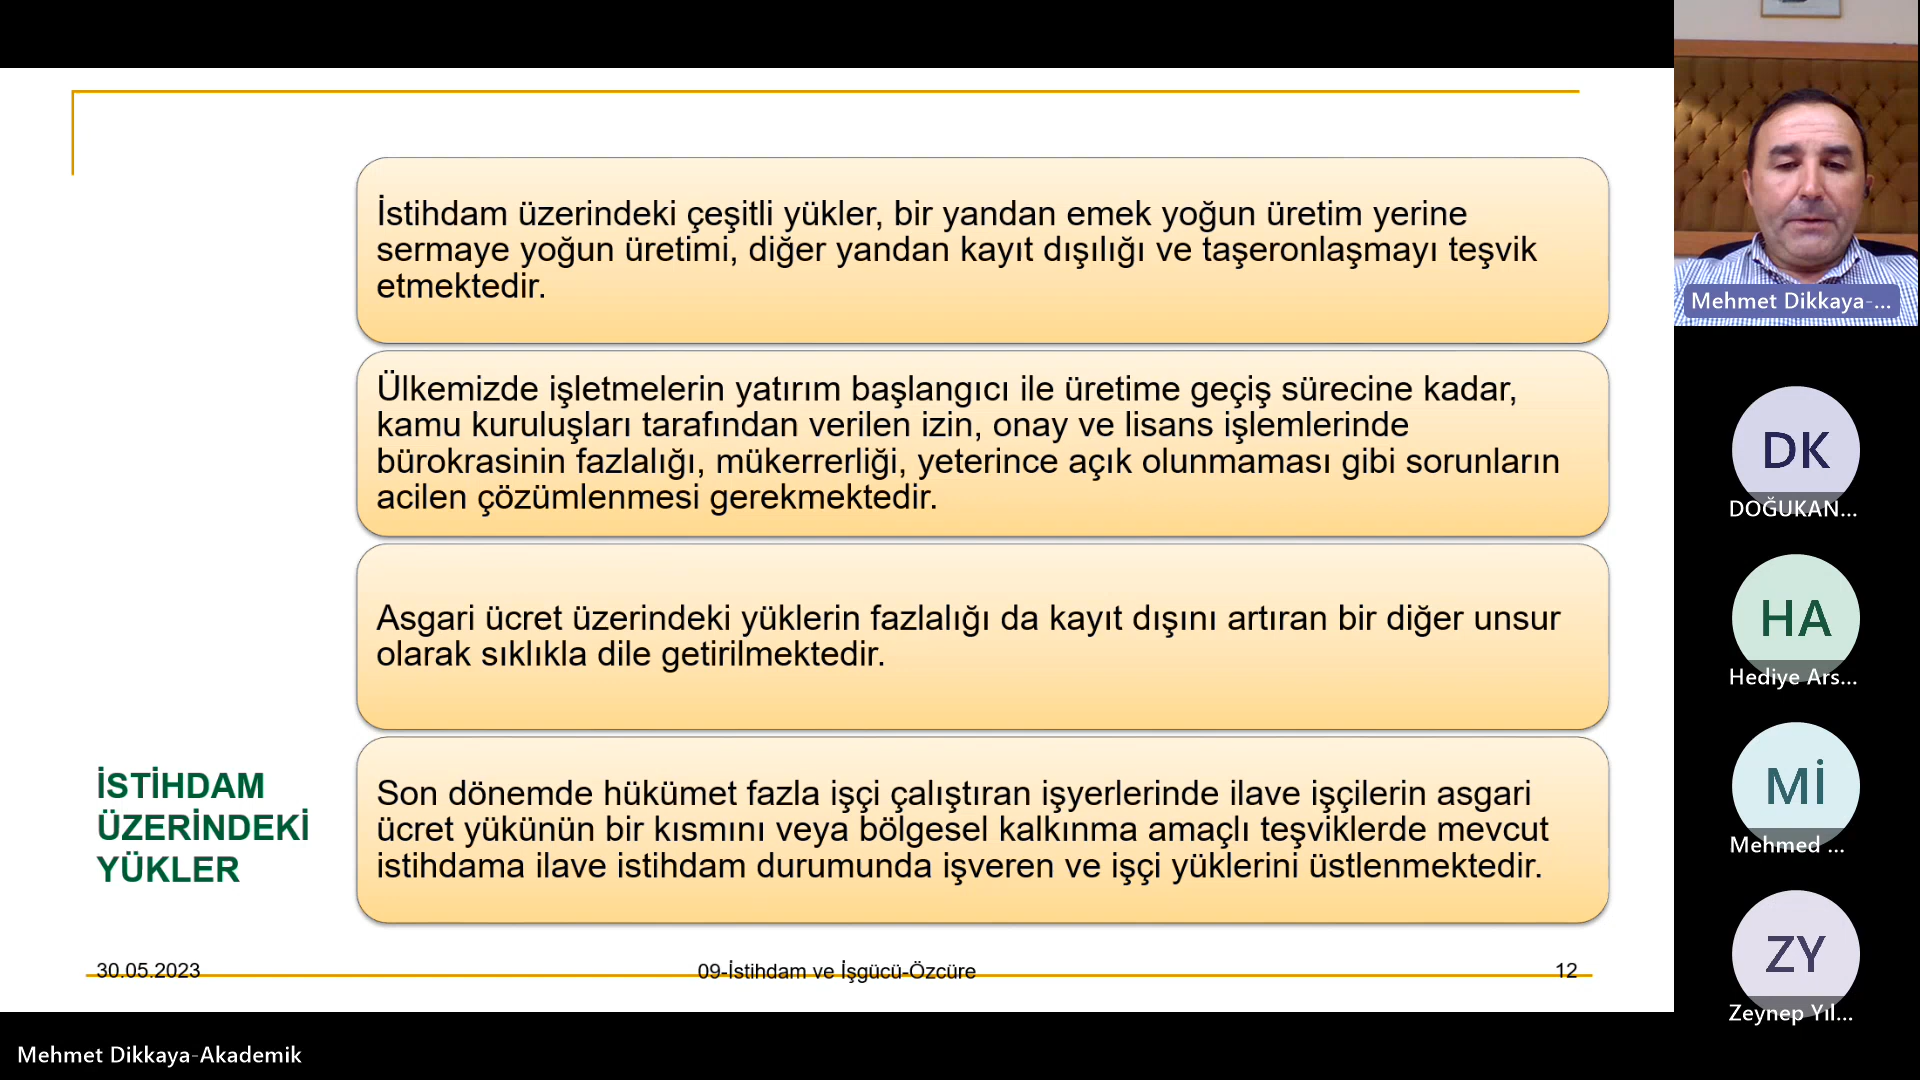 İstihdam üzerindeki çeşitli yükler, bir yandan emek yoğun üretim yerine
sermaye yoğun üretimi, diğer yandan kayıt dışılığı ve taşeronlaşmayı teşvik
etmektedir.
Ülkemizde işletmelerin yatırım başlangıcı ile üretime geçiş sürecine kadar,
kamu kuruluşları tarafından verilen izin, onay ve lisans işlemlerinde
bürokrasinin fazlalığı, mükerrerliği, yeterince açık olunmaması gibi sorunların
acilen çözümlenmesi gerekmektedir.
Asgari ücret üzerindeki yüklerin fazlalığı da kayıt dışını artıran bir diğer unsur
olarak sıklıkla dile getirilmektedir.
Son dönemde hükümet fazla işçi çalıştıran işyerlerinde ilave işçilerin asgari
ücret yükünün bir kısmını veya bölgesel kalkınma amaçlı teşviklerde mevcut
istihdama ilave istihdam durumunda işveren ve işçi yüklerini üstlenmektedir.
İSTİHDAM
ÜZERİNDEKİ
YÜKLER
30.05.2023
09-İstihdam ve İşgücü-Özcüre
12
Mehmet Dikkaya-...
DK
DOĞUKAN...
HA
Hediye Ars...
Mİ
Mehmed ...
ZY
Zeynep Yıl...
Mehmet Dikkaya-Akademik